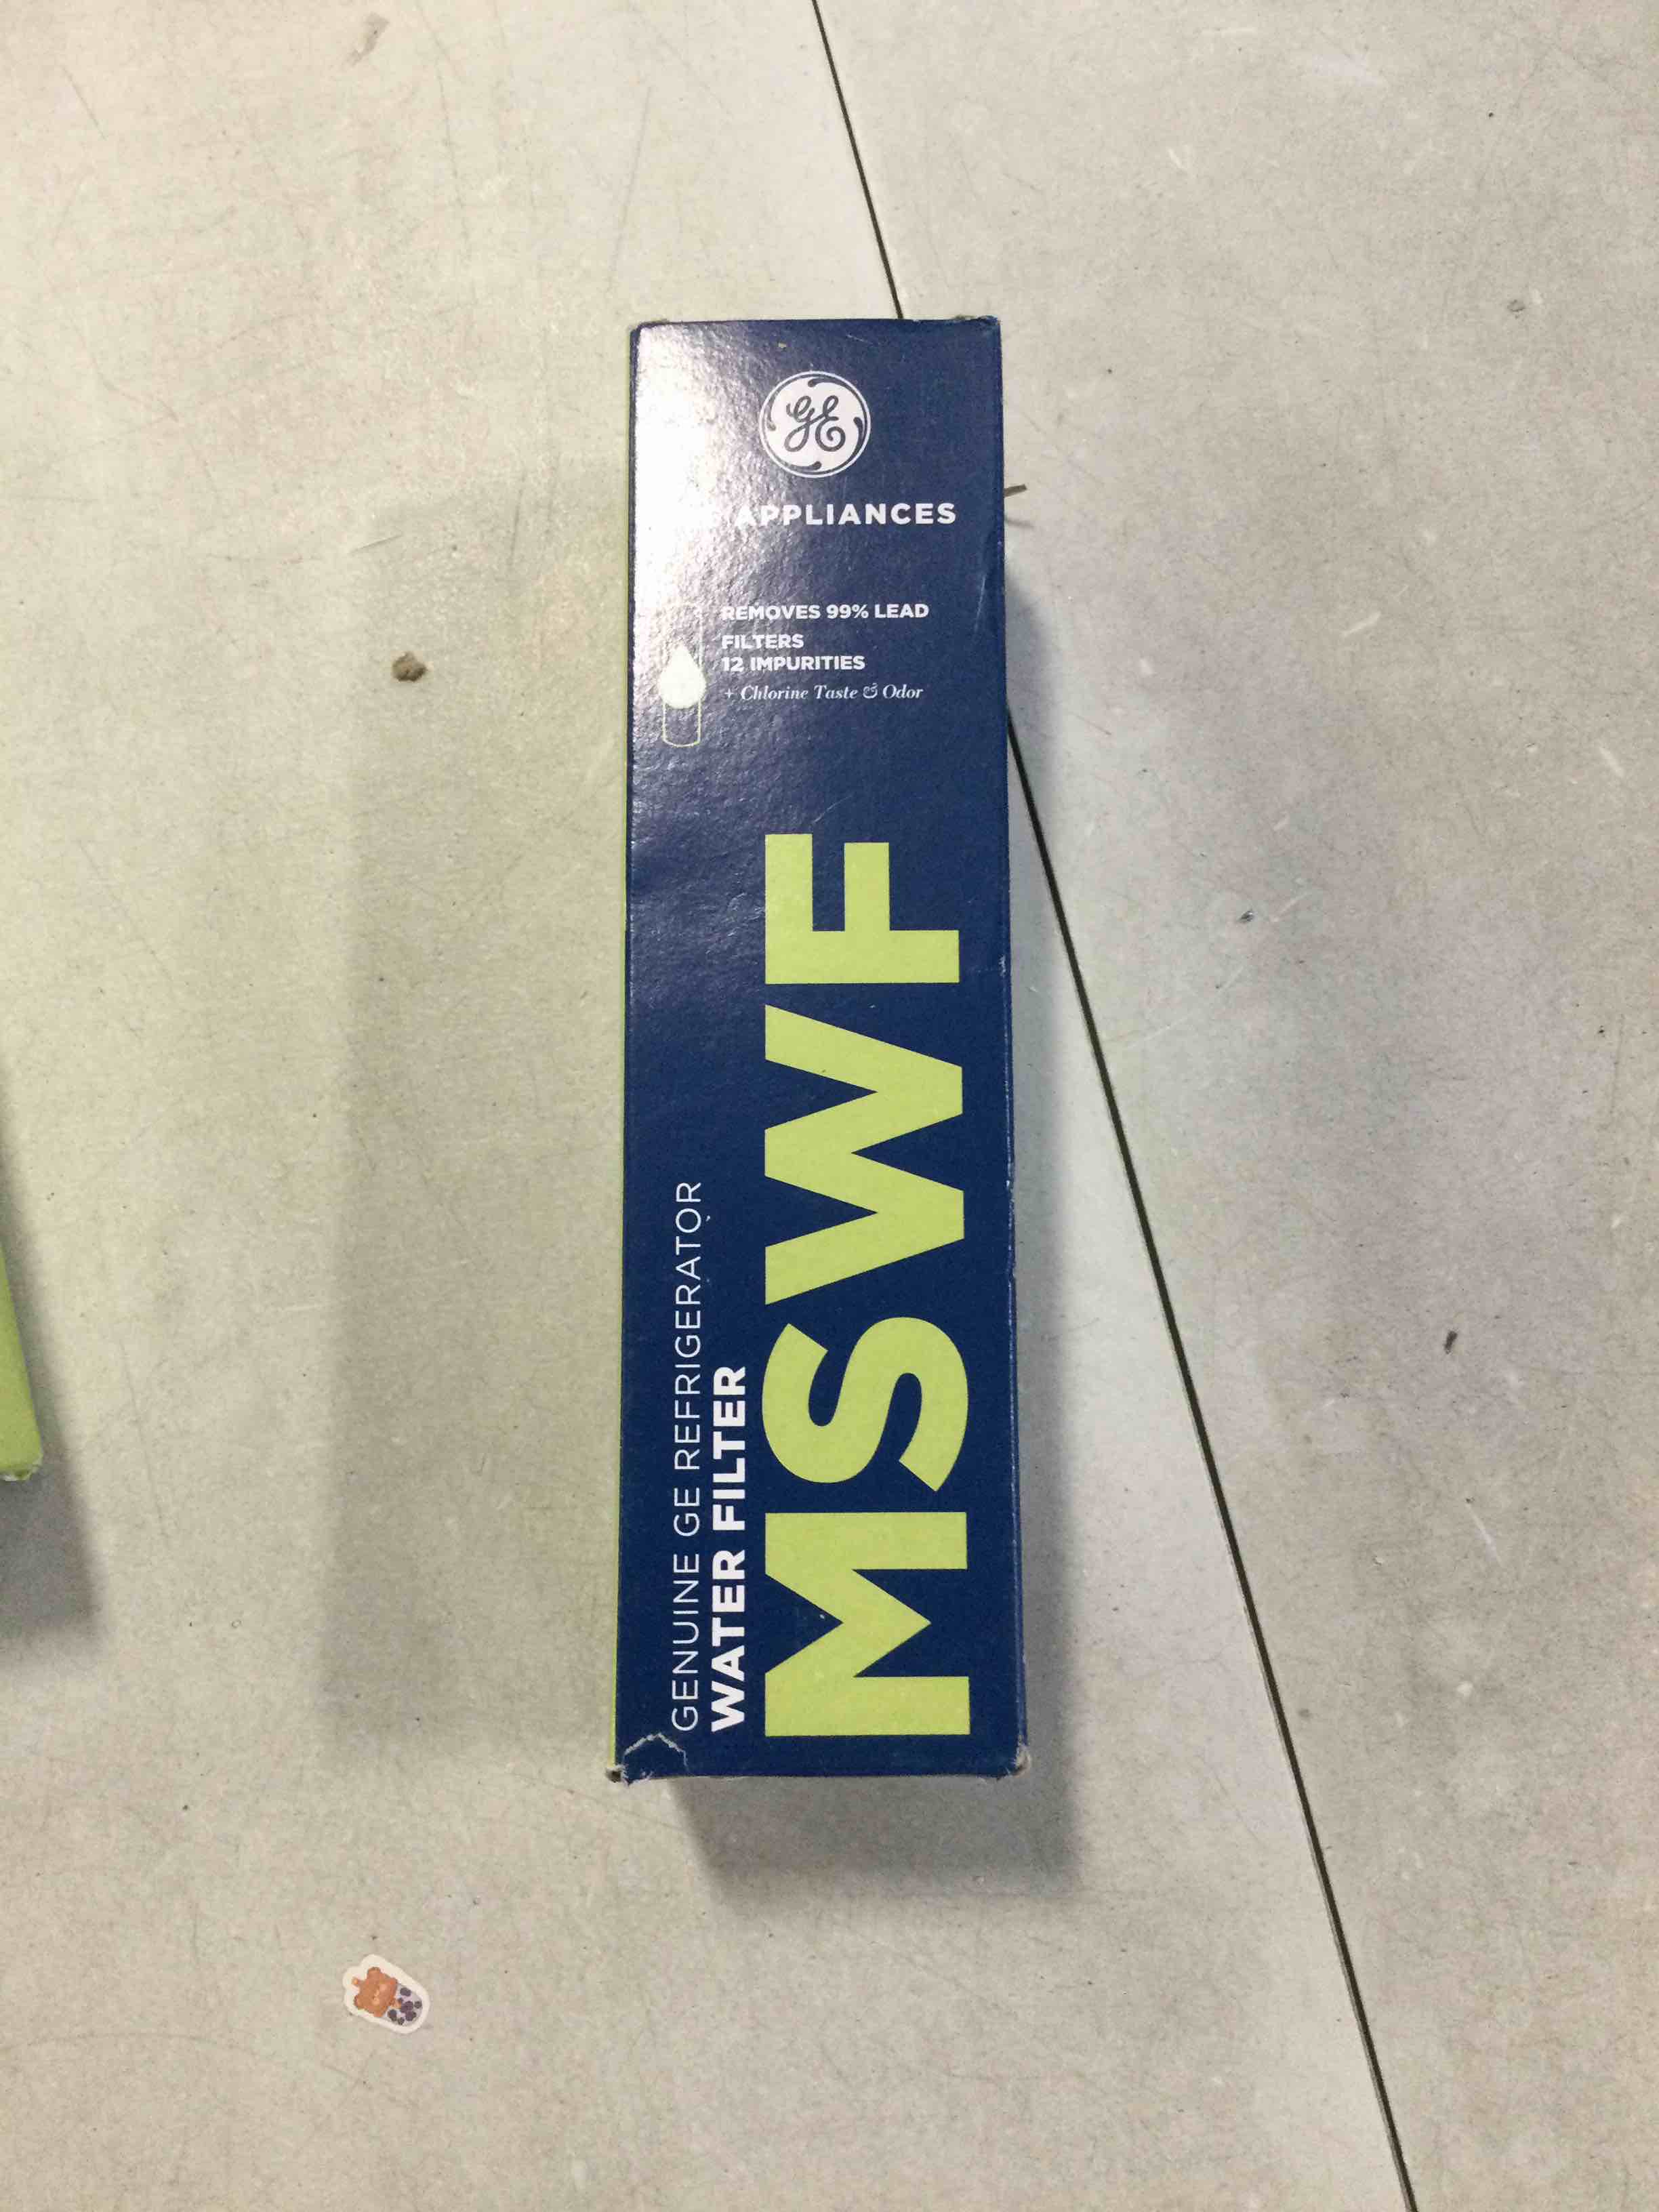 GE
APPLIANCES
REMOVES 99% LEAD
FILTERS
12 IMPURITIES
+ Chlorine Taste & Odor
GENUINE GE REFRIGERATOR
WATER FILTER
MSWF